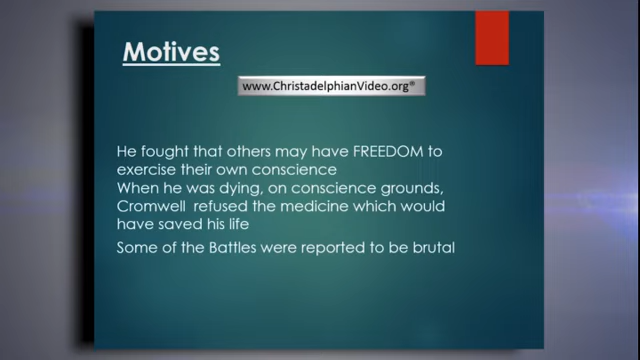 Motives
www.ChristadelphianVideo.org®
He fought that others may have FREEDOM to
exercise their own conscience
When he was dying, on conscience grounds,
Cromwell refused the medicine which would
have saved his life
Some of the Battles were reported to be brutal